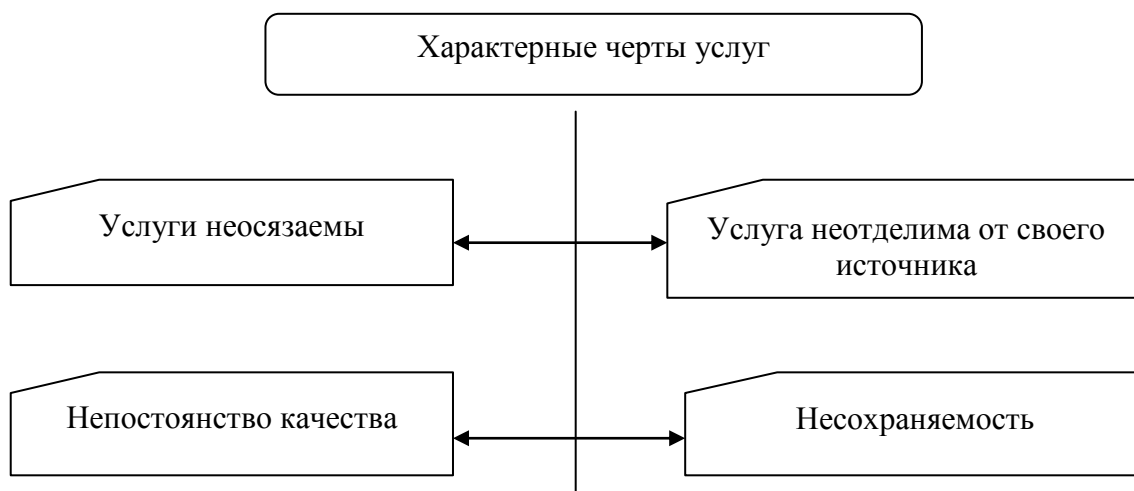 Характерные черты услуг
Услуги неосязаемы
Услуга неотделима от своего
источника
Непостоянство качества
Несохраняемость